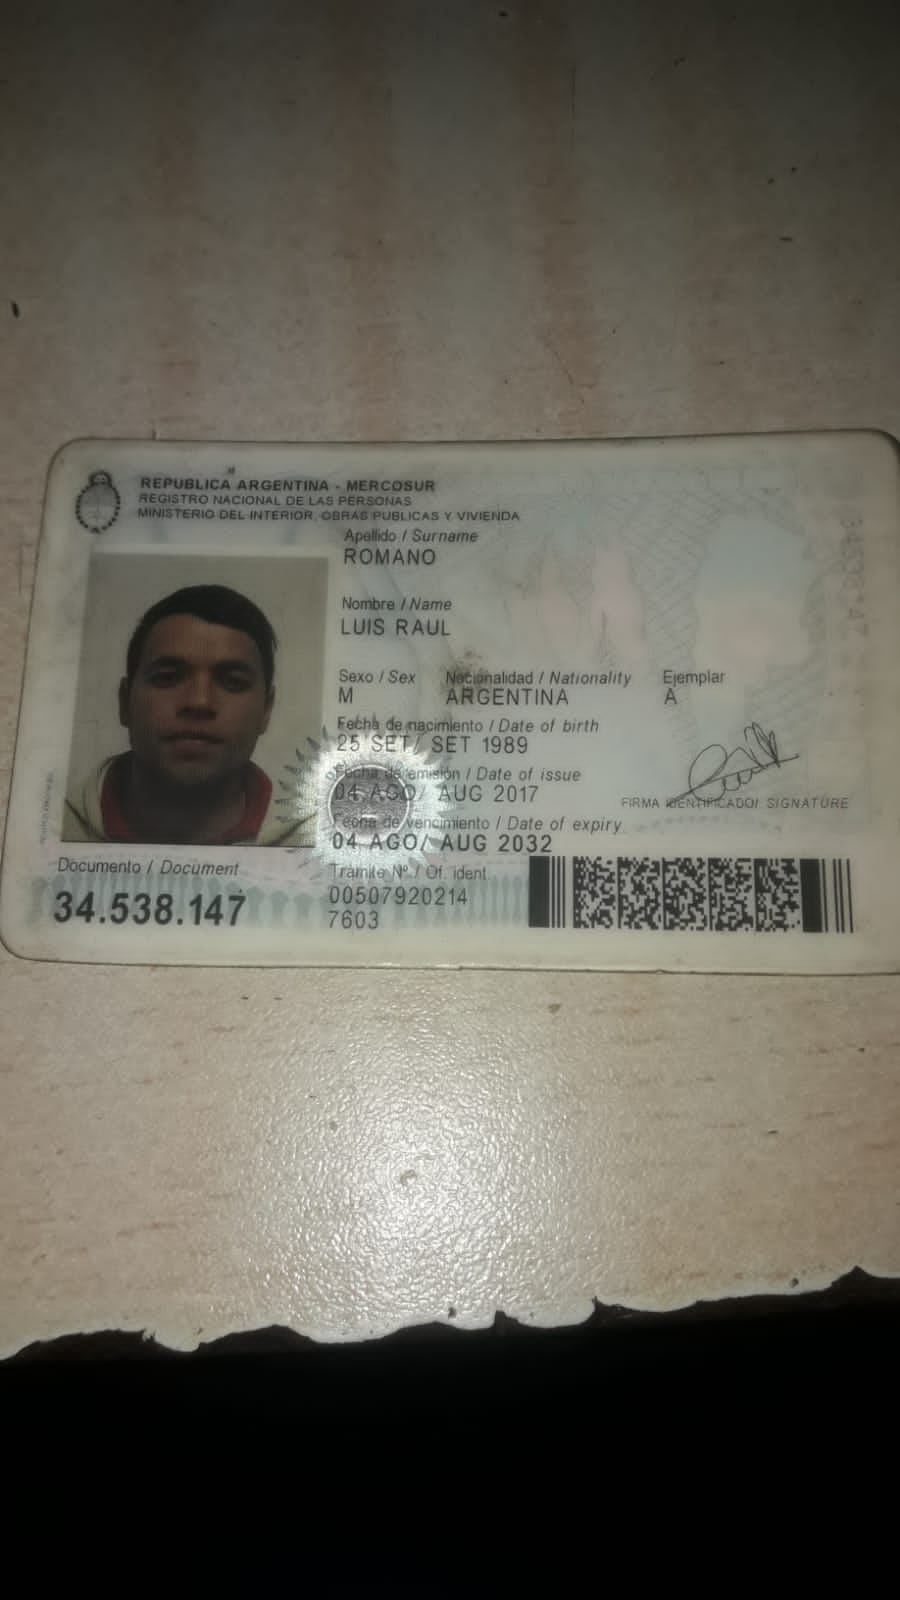 REPUBLICA ARGENTINA - MERCOSUR
REGISTRO NACIONAL DE LAS PERSONAS
MINISTERIO DEL INTERIOR, OBRAS PUBLICAS Y VIVIENDA
Apellido / Surname
ROMANO
Nombre / Name
LUIS RAUL
Sexo / Sex Nacionalidad / Nationality Ejemplar
M ARGENTINA A
Fecha de nacimiento / Date of birth
25 SET/ SET 1989
Fecha de emisión / Date of issue
04 AGO/ AUG 2017
FIRMA IDENTIFICADO/ SIGNATURE
Fecha de vencimiento / Date of expiry
04 AGO/ AUG 2032
Documento / Document
34.538.147
Tramite Nº / Of. ident.
00507920214
7603